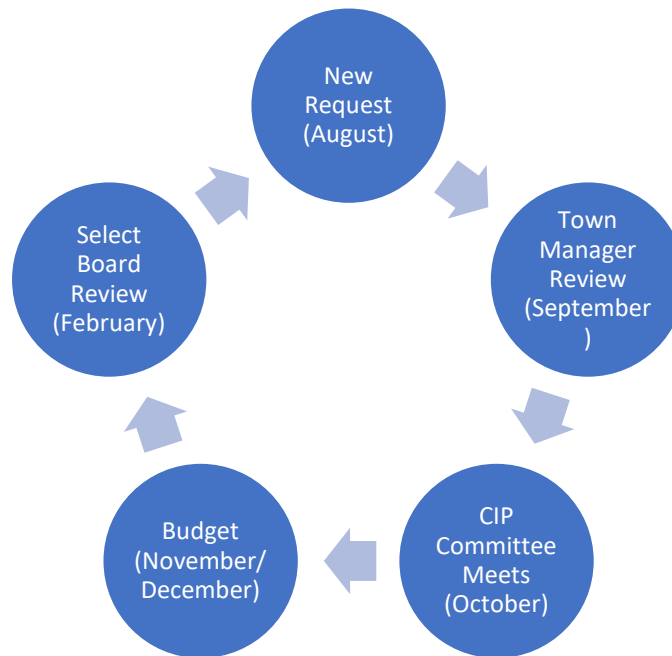 New
Request
(August)
Town
Manager
Review
(September
)
CIP
Committee
Meets
(October)
Budget
(November/
December)
Select
Board
Review
(February)